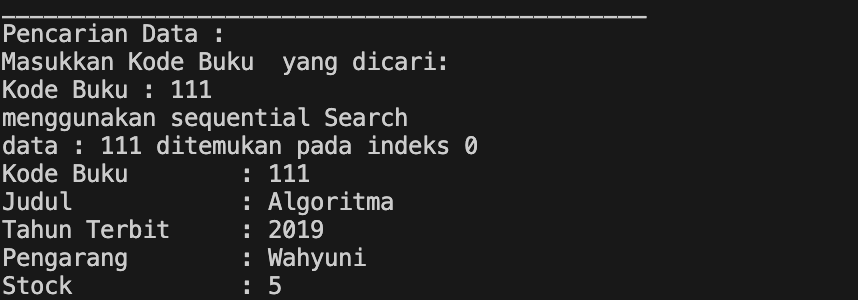 ______________________________________________
Pencarian Data :
Masukkan Kode Buku  yang dicari:
Kode Buku : 111
menggunakan sequential Search
data : 111 ditemukan pada indeks 0
Kode Buku        : 111
Judul            : Algoritma
Tahun Terbit     : 2019
Pengarang        : Wahyuni
Stock            : 5